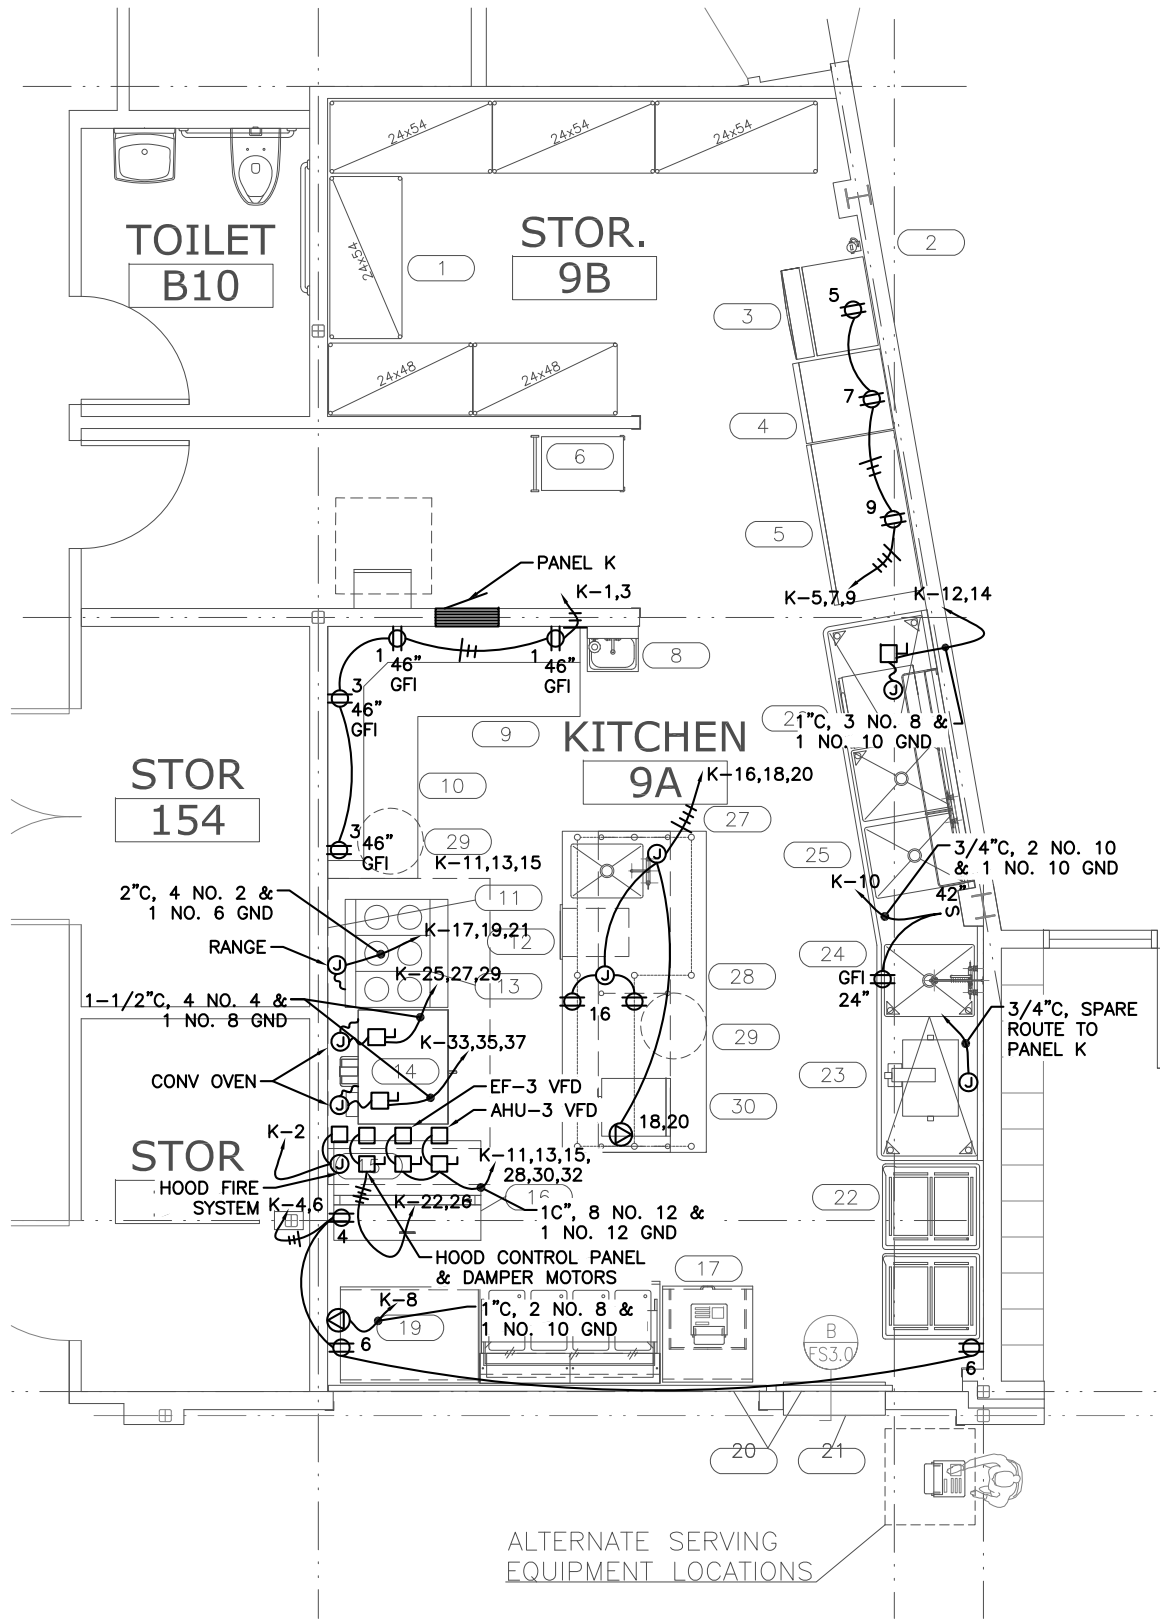 24x54
24x54
24x54
TOILET
B10
STOR.
9B
24x54
1
2
3
5
24x48
24x48
7
4
6
9
5
PANEL K
K-1,3
K-5,7,9
K-12,14
1
46"
GFI
1
46"
GFI
8
3
46"
GFI
J
9
KITCHEN
9A
1"C, 3 NO. 8 &
1 NO. 10 GND
STOR
154
10
K-16,18,20
27
3
46"
GFI
29
J
25
3/4"C, 2 NO. 10
& 1 NO. 10 GND
K-11,13,15
K-10
42"
S
2"C, 4 NO. 2 &
1 NO. 6 GND
11
RANGE
K-17,19,21
12
J
24
GFI
24"
K-25,27,29
13
J
28
16
1-1/2"C, 4 NO. 4 &
1 NO. 8 GND
3/4"C, SPARE
ROUTE TO
PANEL K
J
K-33,35,37
29
CONV OVEN
14
23
J
EF-3 VFD
AHU-3 VFD
J
30
18,20
K-2
STOR
J
15
K-11,13,15,
28,30,32
HOOD FIRE
SYSTEM
K-4,6
K-22,26
16
22
4
1C", 8 NO. 12 &
1 NO. 12 GND
HOOD CONTROL PANEL
& DAMPER MOTORS
17
K-8
19
1"C, 2 NO. 8 &
1 NO. 10 GND
6
B
FS3.0
6
20
21
ALTERNATE SERVING
EQUIPMENT LOCATIONS